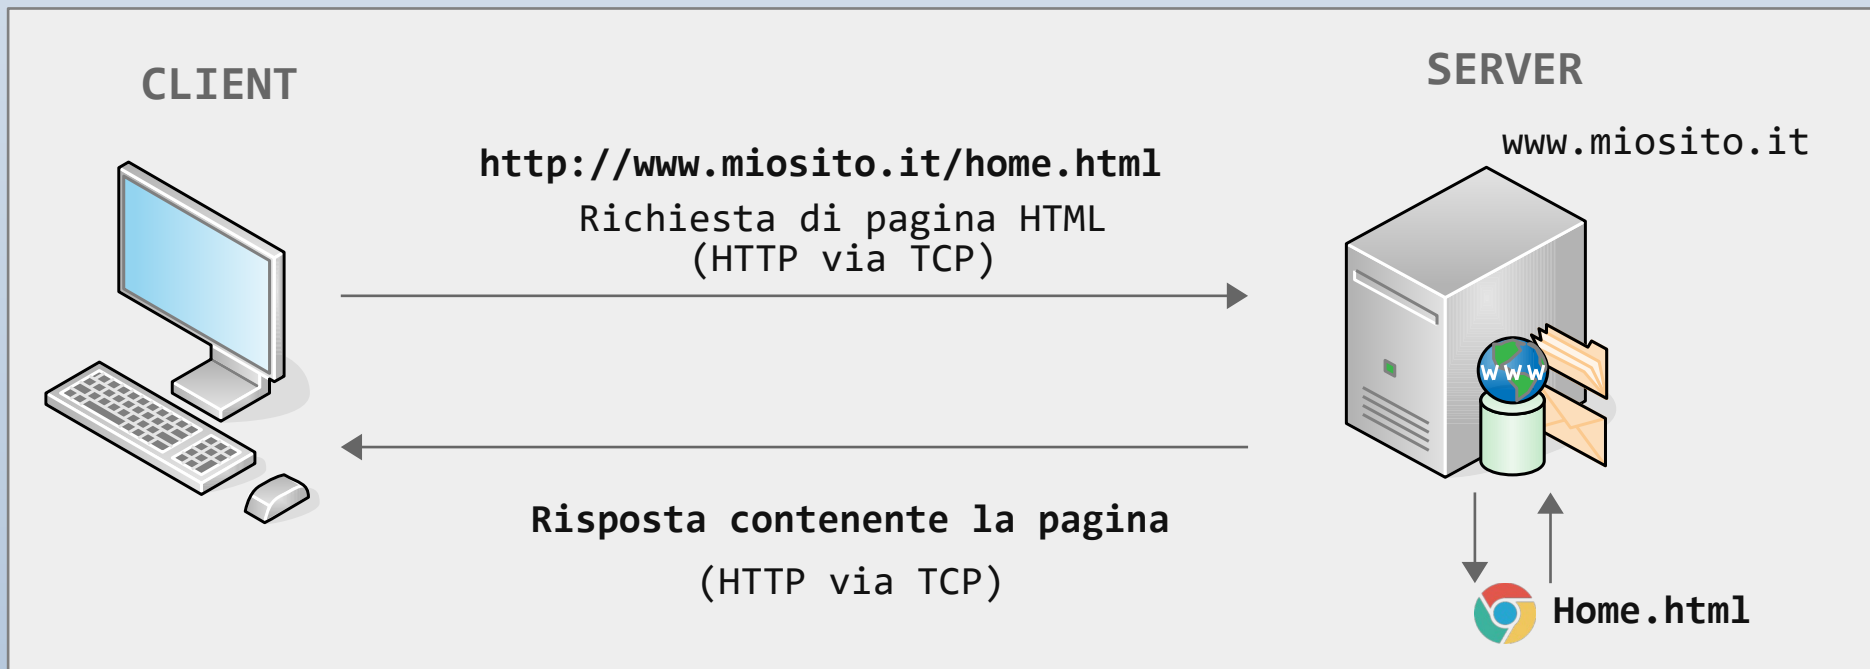 CLIENT
SERVER
www.miosito.it
http://www.miosito.it/home.html
Richiesta di pagina HTML
(HTTP via TCP)
www
Risposta contenente la pagina
(HTTP via TCP)
Home.html